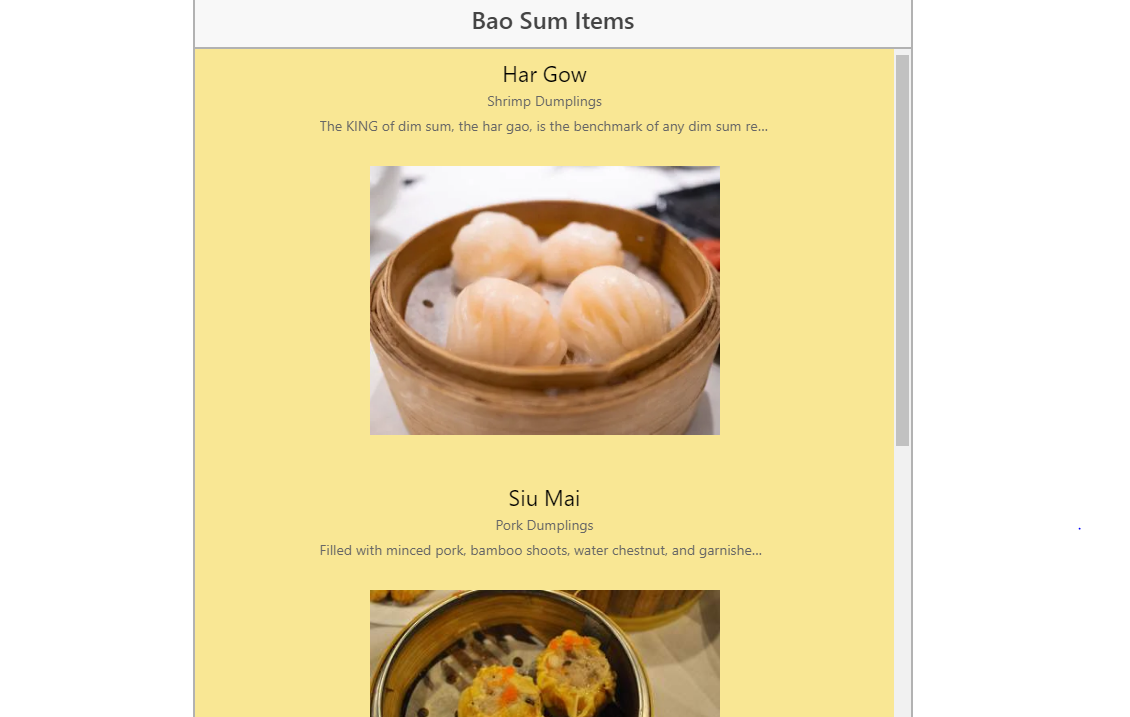 Bao Sum Items
Har Gow
Shrimp Dumplings
The KING of dim sum, the har gao, is the benchmark of any dim sum re...
Siu Mai
Pork Dumplings
Filled with minced pork, bamboo shoots, water chestnut, and garnishe...